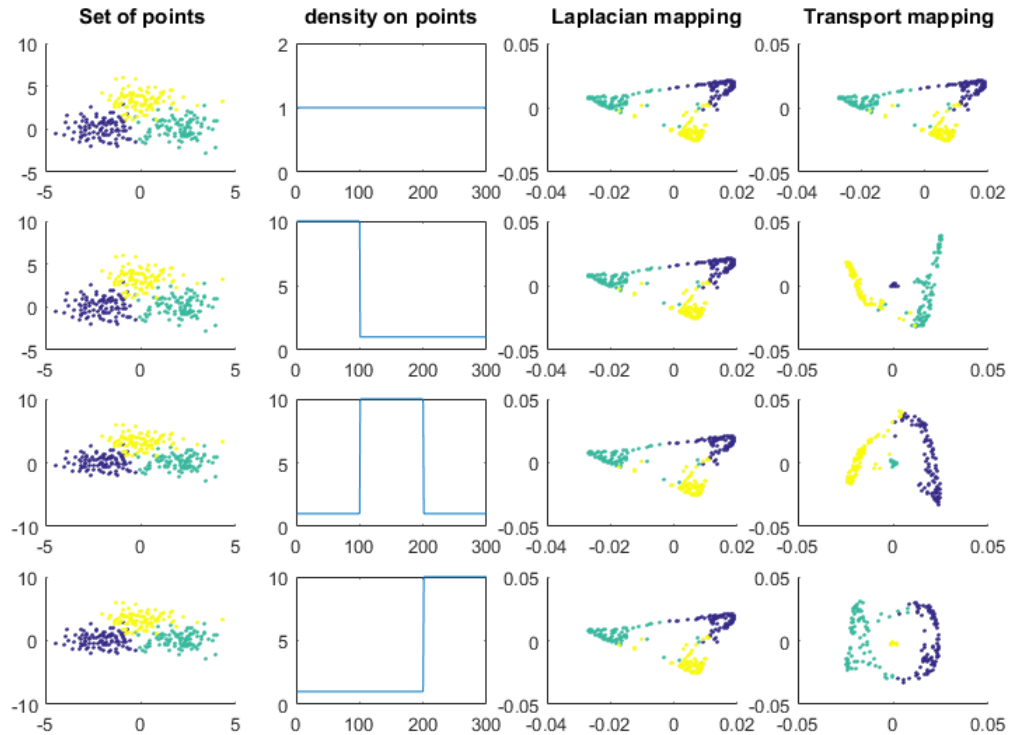 Set of points density on points Laplacian mapping Transport mapping
10 2 0.05 0.05
5
0 1 0 0
-5 0 -0.05 -0.05
-5 0 5 0 100 200 300 -0.04 -0.02 0 0.02 -0.04 -0.02 0 0.02
10 10 0.05 0.05
5 5
0 0 0
-5 0 -0.05 -0.05
-5 0 5 0 100 200 300 -0.04 -0.02 0 0.02 -0.05 0 0.05
10 10 0.05 0.05
0 5 0 0
-10 0 -0.05 -0.05
-5 0 5 0 100 200 300 -0.04 -0.02 0 0.02 -0.05 0 0.05
10 10 0.05 0.05
0 5 0 0
-10 0 -0.05 -0.05
-5 0 5 0 100 200 300 -0.04 -0.02 0 0.02 -0.05 0 0.05